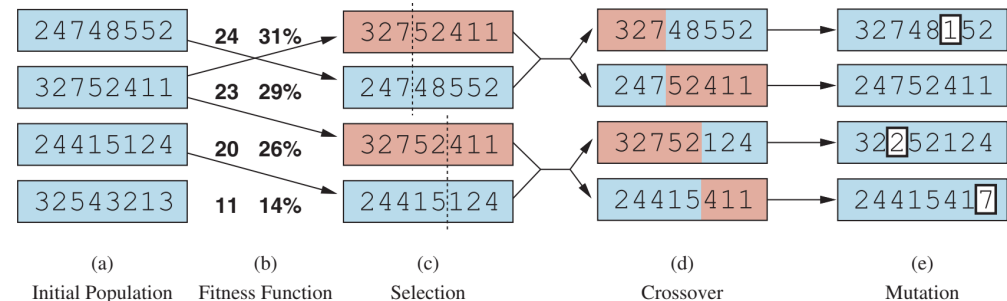 24748552 24 31% 32752411 32748552 32748152
32752411 23 29% 24748552 24752411 24752411
24415124 20 26% 32752411 32752124 32252124
32543213 11 14% 24415124 24415411 24415417
(a) (b) (c) (d) (e)
Initial Population Fitness Function Selection Crossover Mutation